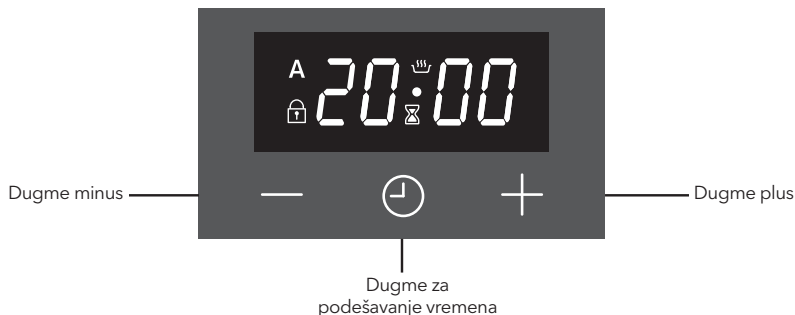 A
20:00
Dugme minus
Dugme plus
Dugme za
podešavanje vremena